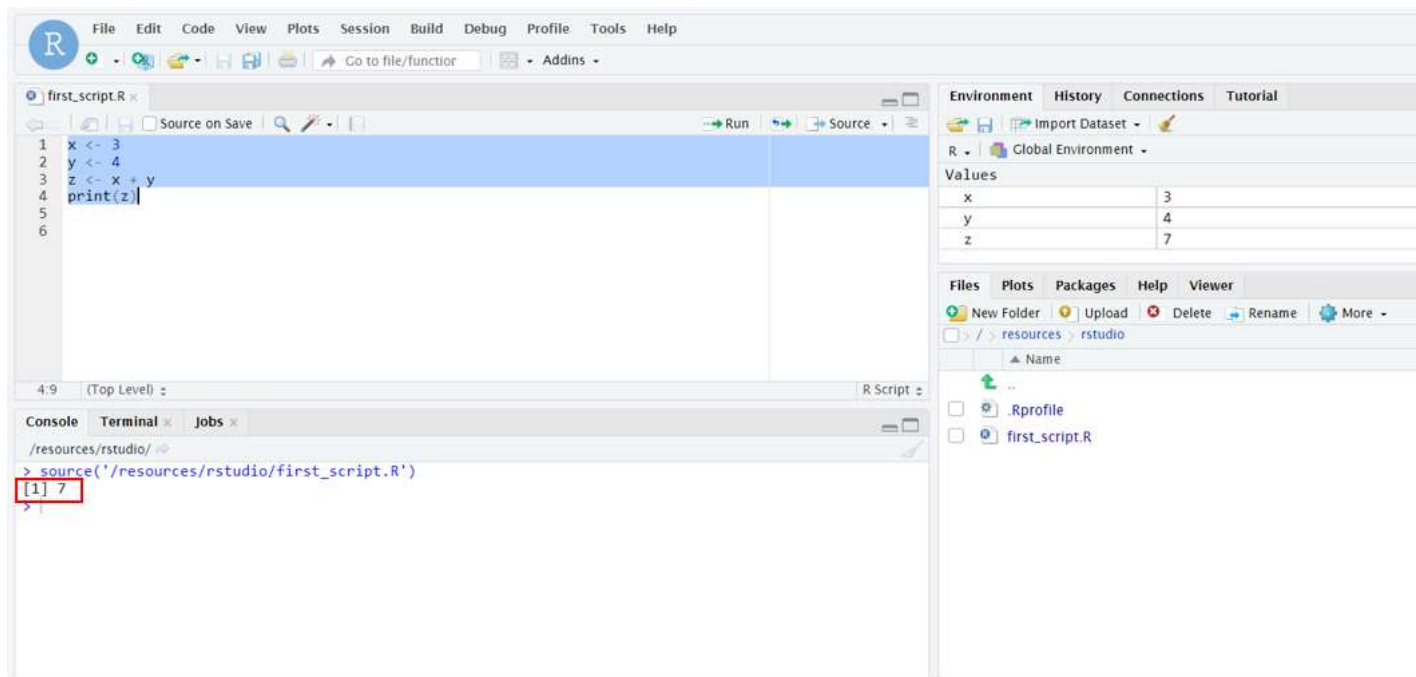 R
File Edit Code View Plots Session Build Debug Profile Tools Help
Go to file/function Addins
first_script.R
Source on Save Run Source
1 x <- 3
2 y <- 4
3 z <- x + y
4 print(z)
5
6
4:9 (Top Level) R Script
Console Terminal Jobs
/resources/rstudio/
> source('/resources/rstudio/first_script.R')
[1] 7
>
Environment History Connections Tutorial
Import Dataset
R Global Environment
Values
x 3
y 4
z 7
Files Plots Packages Help Viewer
New Folder Upload Delete Rename More
/ resources rstudio
Name
..
.Rprofile
first_script.R